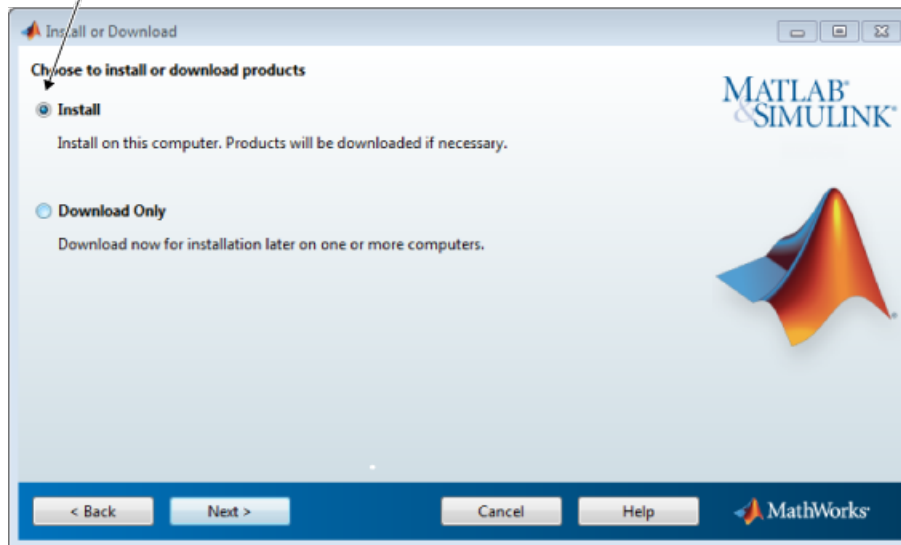 Install or Download
Choose to install or download products
Install
Install on this computer. Products will be downloaded if necessary.
Download Only
Download now for installation later on one or more computers.
MATLAB®
&SIMULINK®
< Back
Next >
Cancel
Help
MathWorks®